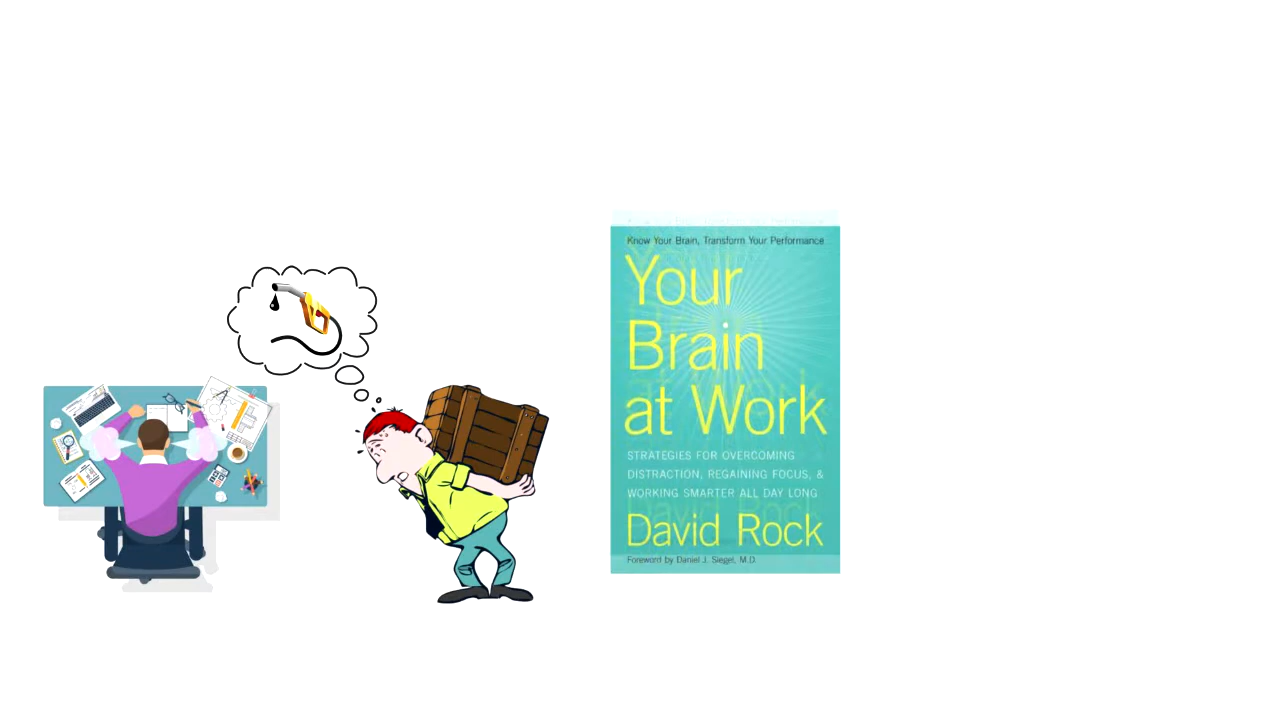 Know Your Brain, Transform Your Performance
Your
Brain
at Work
STRATEGIES FOR OVERCOMING
DISTRACTION, REGAINING FOCUS, &
WORKING SMARTER ALL DAY LONG
David Rock
Foreword by Daniel J. Siegel, M.D.